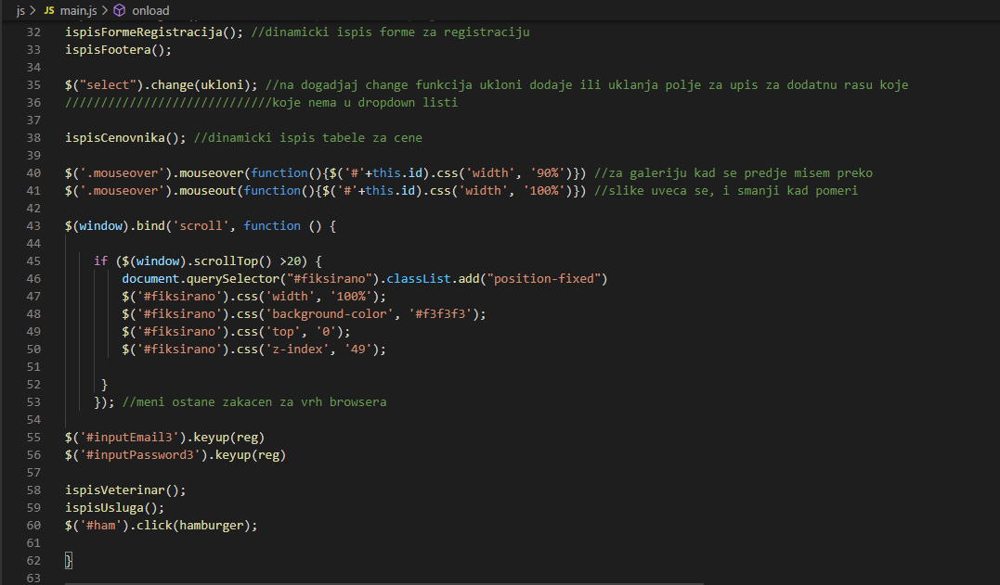 js > JS main.js > onload
32 ispisFormeRegistracija(); //dinamicki ispis forme za registraciju
33 ispisFootera();
34
35 $("select").change(ukloni); //na dogadjaj change funkcija ukloni dodaje ili uklanja polje za upis za dodatnu rasu koje
36 /////////////////////////////koje nema u dropdown listi
37
38 ispisCenovnika(); //dinamicki ispis tabele za cene
39
40 $('.mouseover').mouseover(function(){$('#'+this.id).css('width', '90%')}) //za galeriju kad se predje misem preko
41 $('.mouseover').mouseout(function(){$('#'+this.id).css('width', '100%')}) //slike uveca se, i smanji kad pomeri
42
43 $(window).bind('scroll', function () {
44
45 if ($(window).scrollTop() >20) {
46 document.querySelector("#fiksirano").classList.add("position-fixed")
47 $('#fiksirano').css('width', '100%');
48 $('#fiksirano').css('background-color', '#f3f3f3');
49 $('#fiksirano').css('top', '0');
50 $('#fiksirano').css('z-index', '49');
51
52 }
53 }); //meni ostane zakacen za vrh browsera
54
55 $('#inputEmail3').keyup(reg)
56 $('#inputPassword3').keyup(reg)
57
58 ispisVeterinar();
59 ispisUsluga();
60 $('#ham').click(hamburger);
61
62 }
63